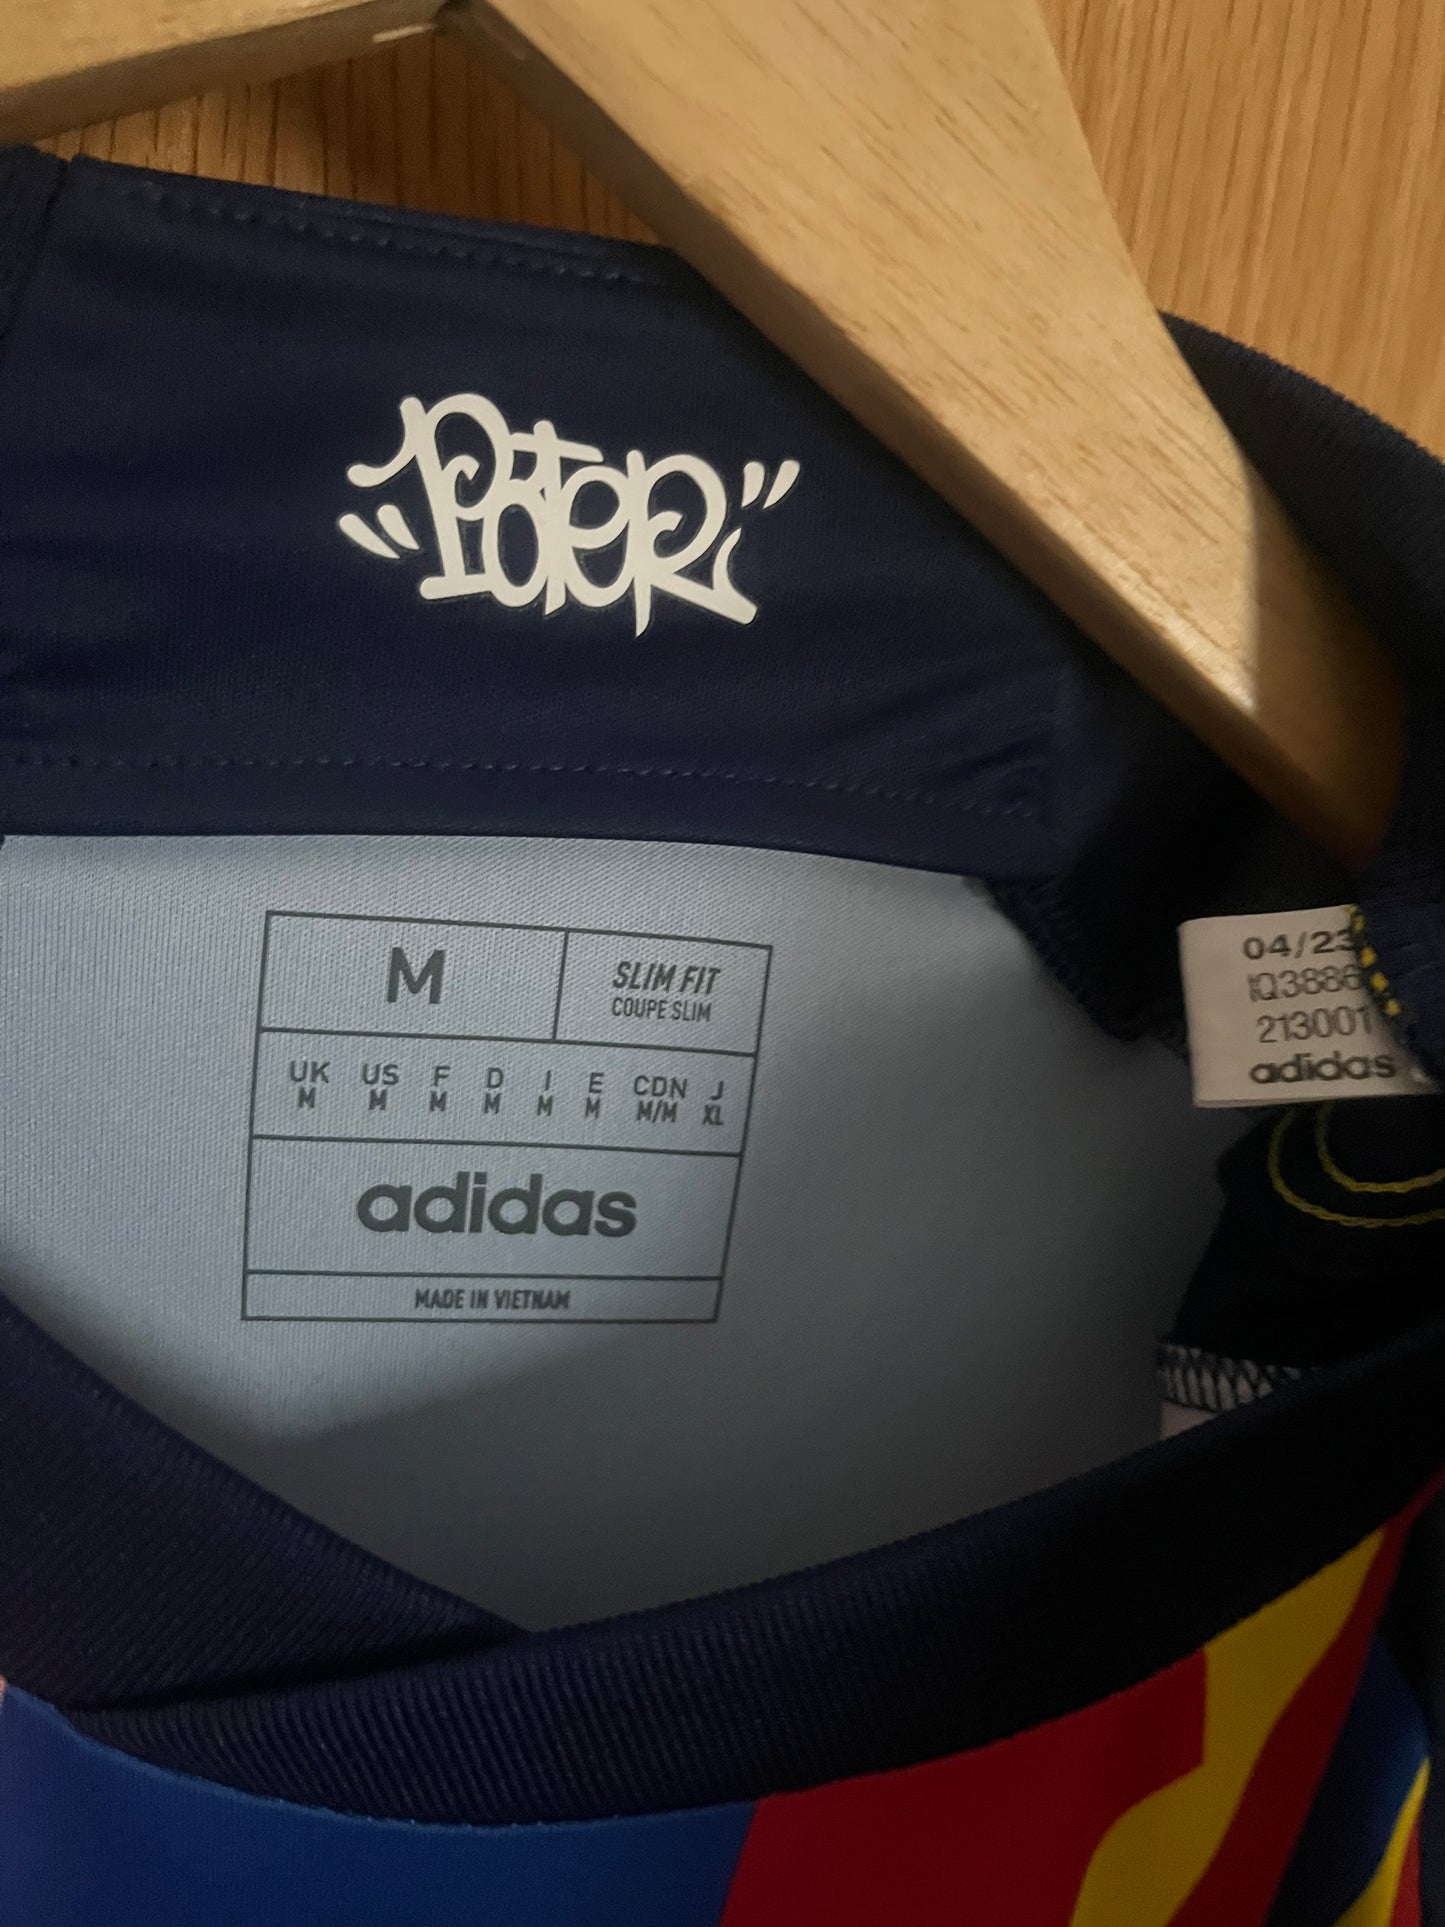 "POTER"
M
SLIM FIT
COUPE SLIM
UK US F D I E CDN J
M M M M M M M/M XL
adidas
MADE IN VIETNAM
04/23
IQ3886
213001
adidas